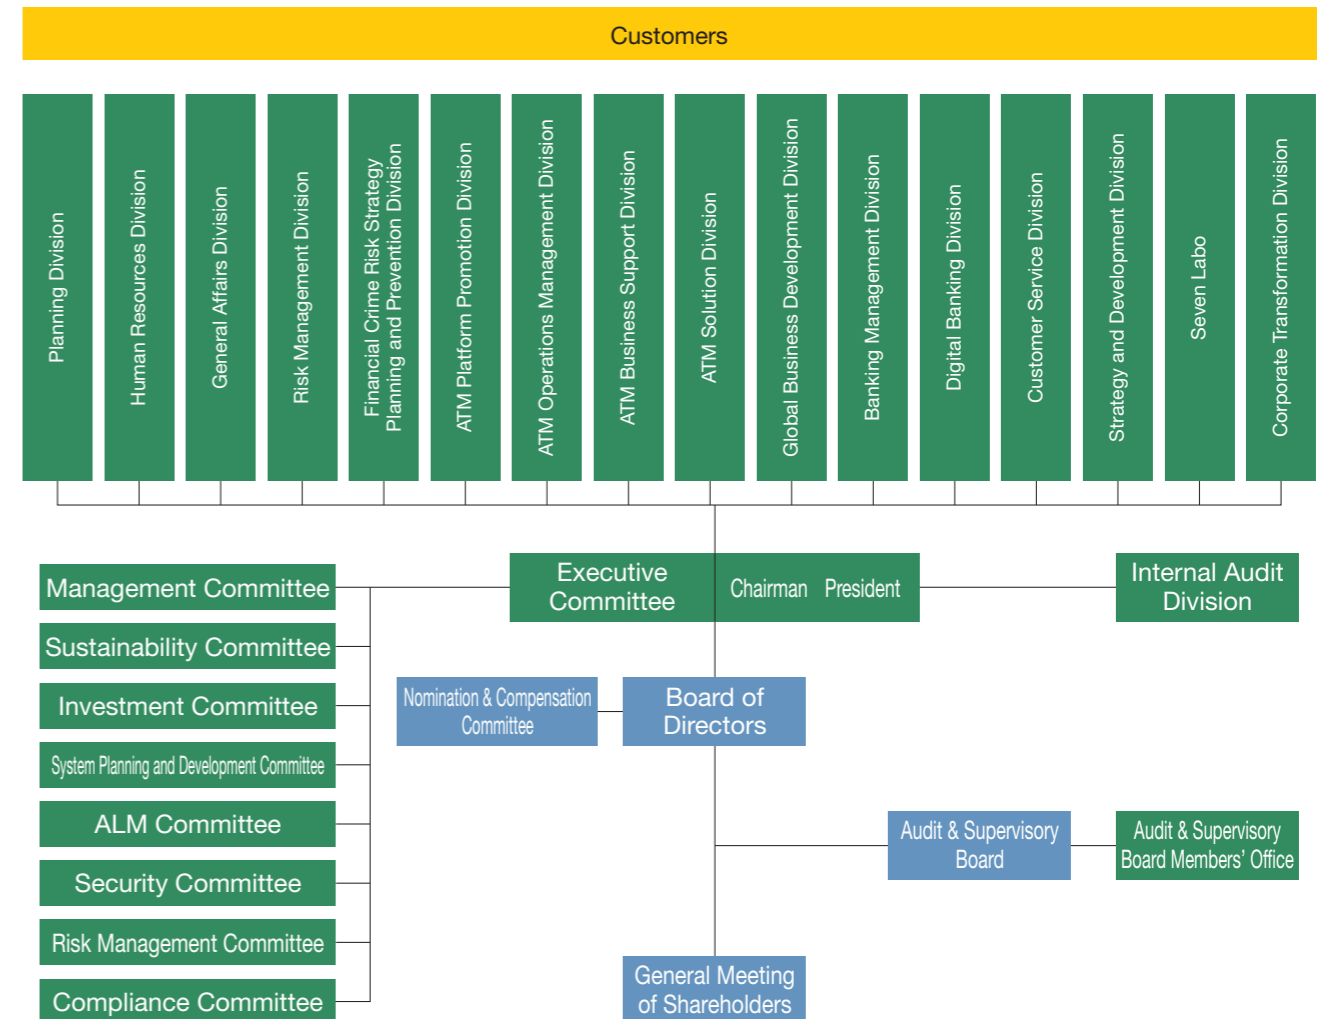 Customers
Planning Division
Human Resources Division
General Affairs Division
Risk Management Division
Financial Crime Risk Strategy
Planning and Prevention Division
ATM Platform Promotion Division
ATM Operations Management Division
ATM Business Support Division
ATM Solution Division
Global Business Development Division
Banking Management Division
Digital Banking Division
Customer Service Division
Strategy and Development Division
Seven Labo
Corporate Transformation Division
Executive
Committee
Chairman President
Internal Audit
Division
Management Committee
Sustainability Committee
Investment Committee
System Planning and Development Committee
ALM Committee
Security Committee
Risk Management Committee
Compliance Committee
Nomination & Compensation
Committee
Board of
Directors
Audit & Supervisory
Board
Audit & Supervisory
Board Members’ Office
General Meeting
of Shareholders